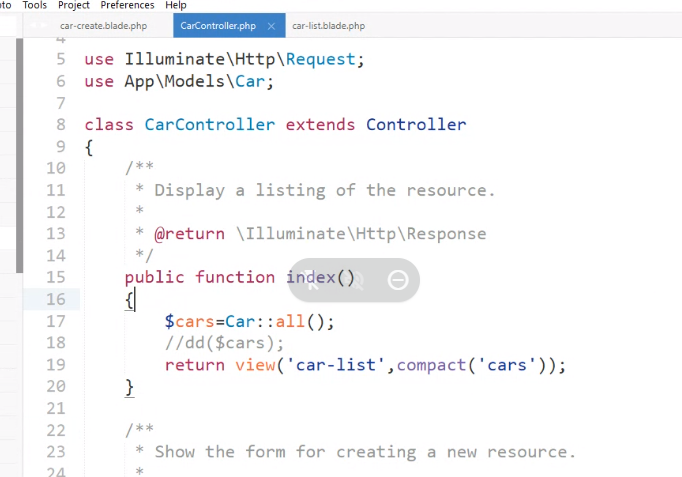 oto Tools Project Preferences Help
car-create.blade.php CarController.php × car-list.blade.php
4
5 use Illuminate\Http\Request;
6 use App\Models\Car;
7
8 class CarController extends Controller
9 {
10 /**
11 * Display a listing of the resource.
12 *
13 * @return \Illuminate\Http\Response
14 */
15 public function index()
16 {
17 $cars=Car::all();
18 //dd($cars);
19 return view('car-list',compact('cars'));
20 }
21
22 /**
23 * Show the form for creating a new resource.
24 *